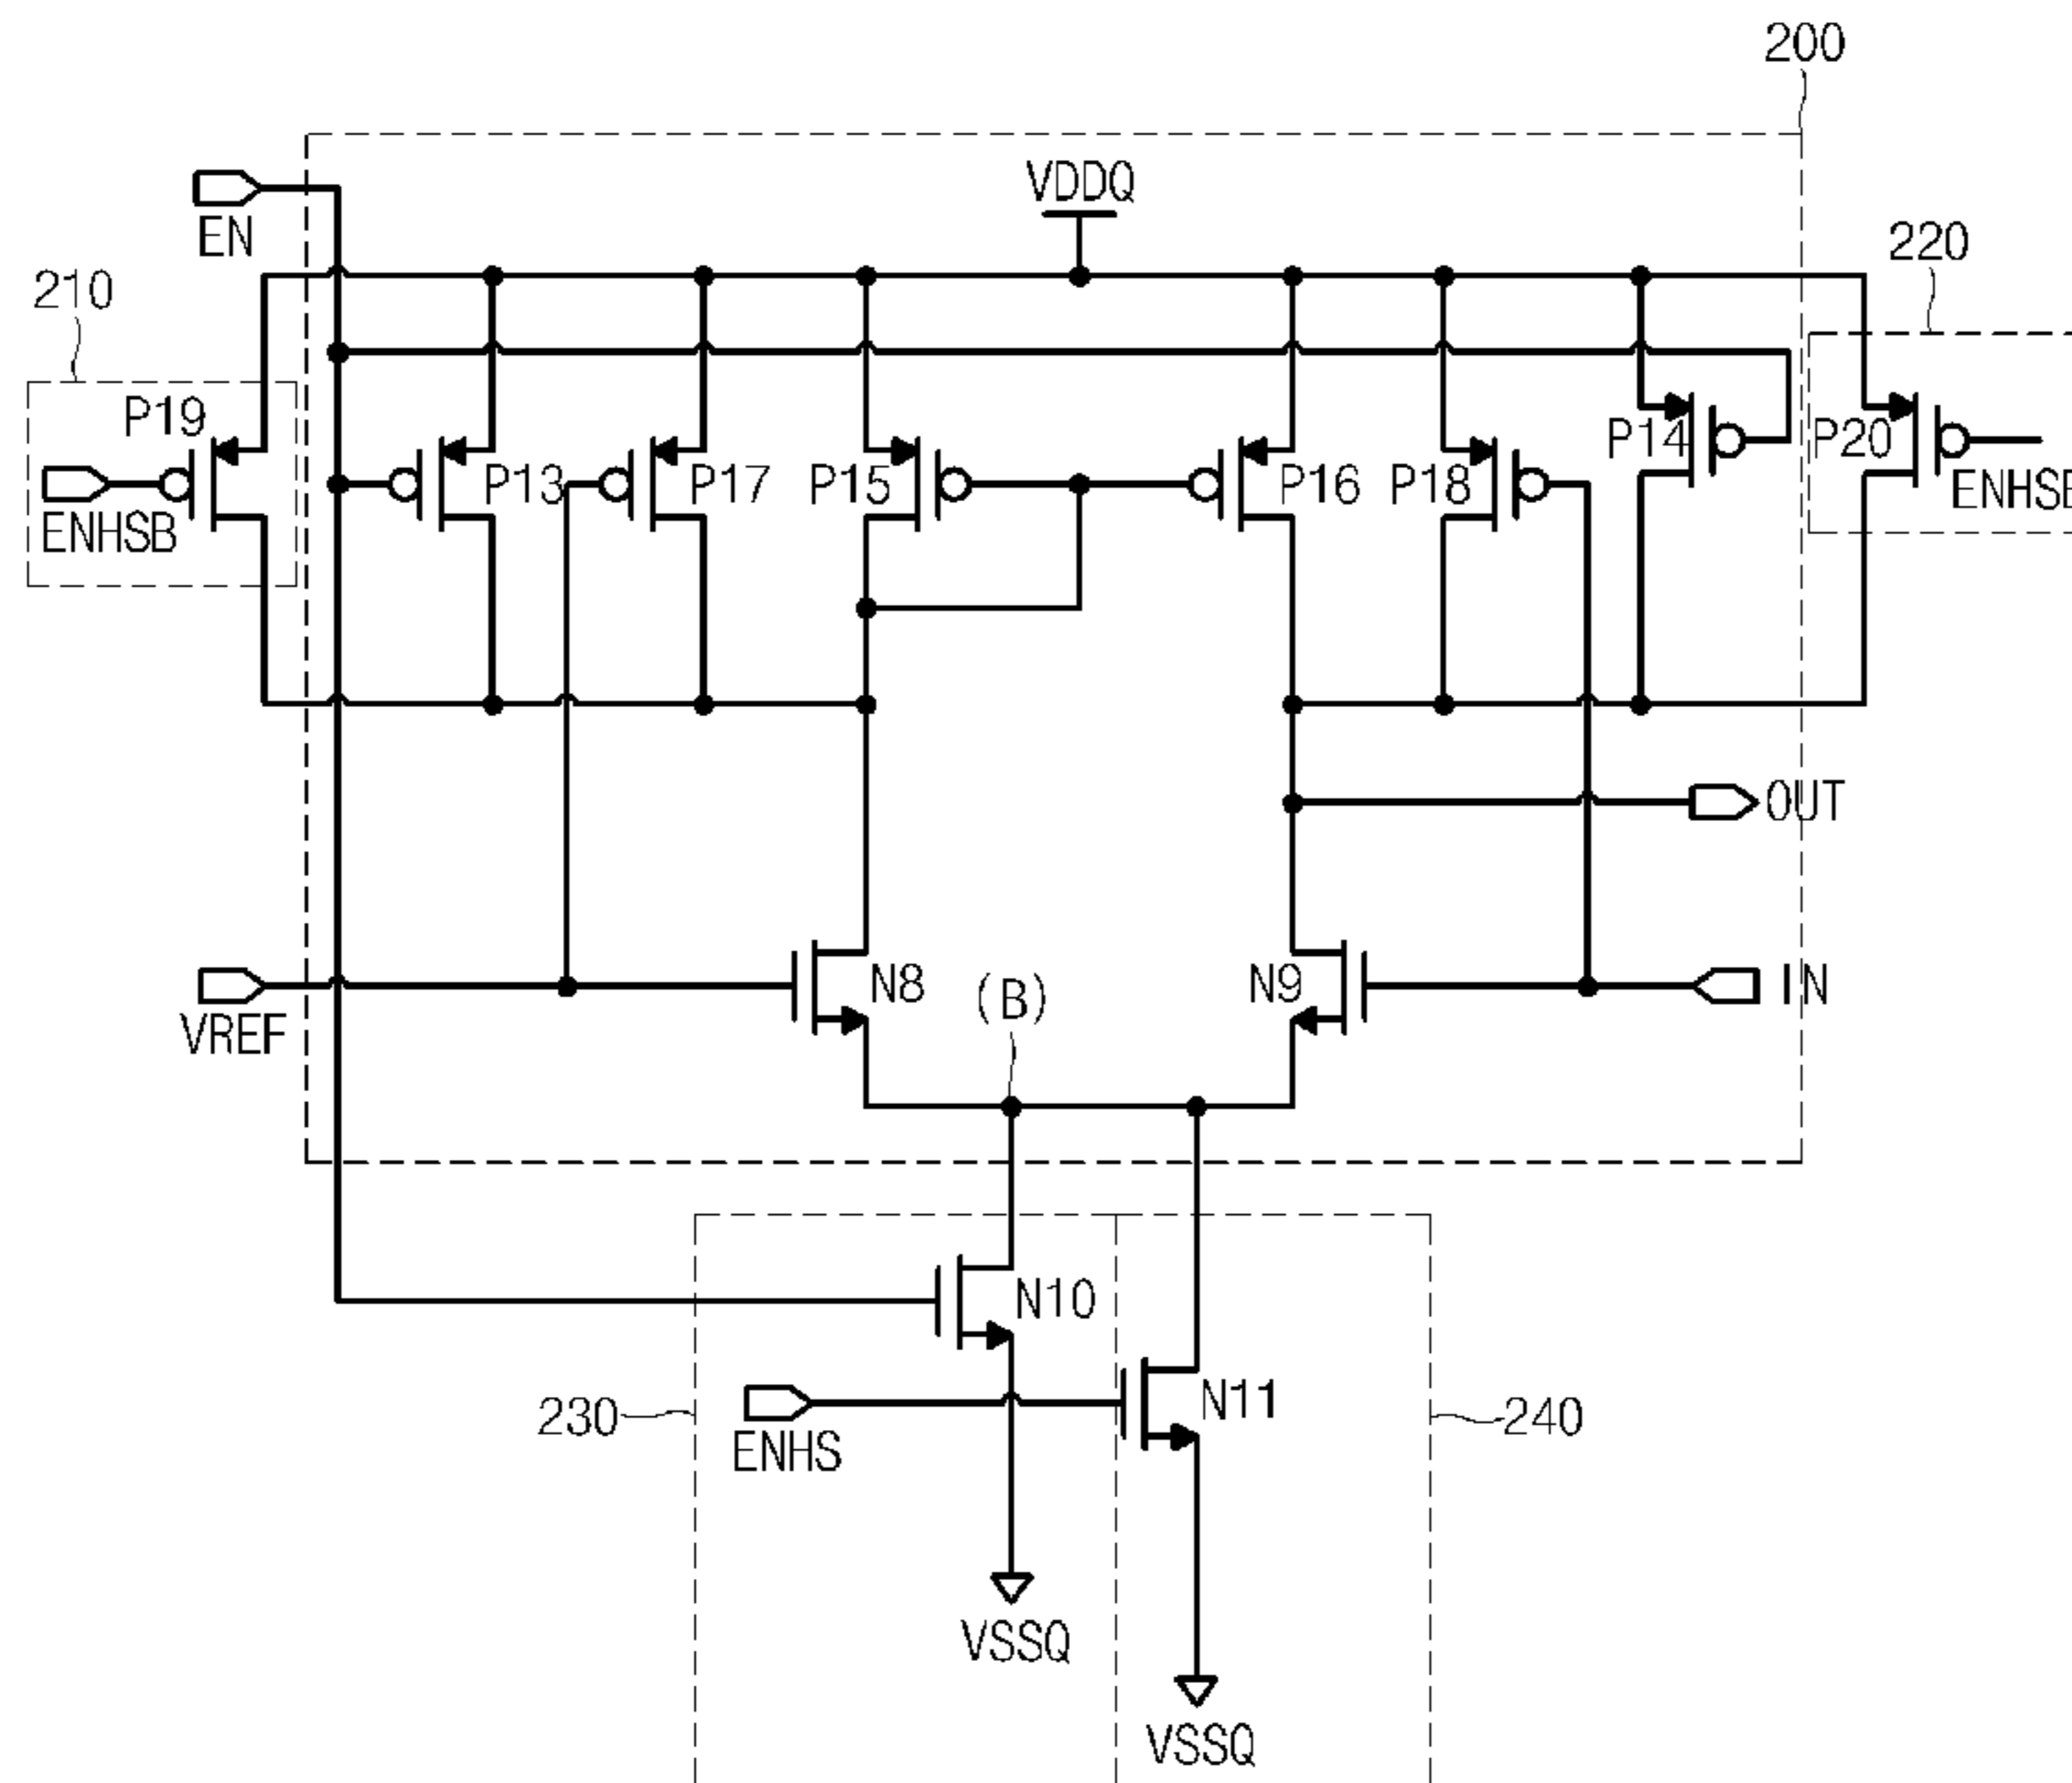 200
EN
VDDQ
220
210
P19
P14
P20
P13
P17
P15
P16
P18
ENHSB
OUT
N8
(B)
N9
IN
VREF
N10
230
N11
240
ENHS
VSSQ
VSSQ